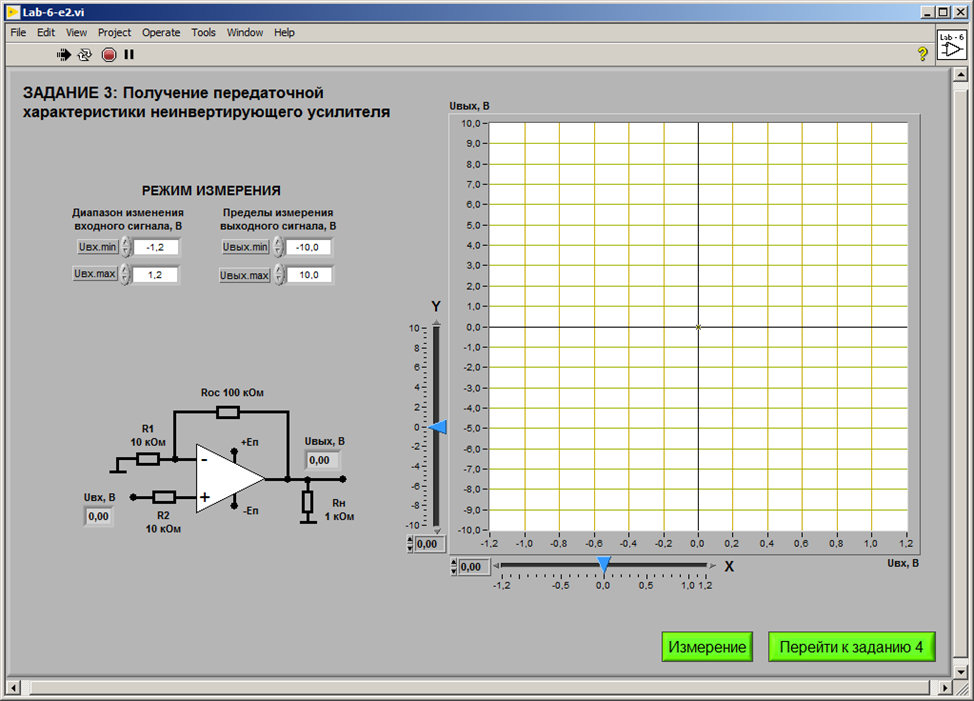 Lab-6-e2.vi
File Edit View Project Operate Tools Window Help
Lab - 6
?
ЗАДАНИЕ 3: Получение передаточной
характеристики неинвертирующего усилителя
РЕЖИМ ИЗМЕРЕНИЯ
Диапазон изменения
входного сигнала, В
Uвх.min -1,2
Uвх.max 1,2
Пределы измерения
выходного сигнала, В
Uвых.min -10,0
Uвых.max 10,0
Uвых, В
10,0
9,0
8,0
7,0
6,0
5,0
4,0
3,0
2,0
1,0
0,0
-1,0
-2,0
-3,0
-4,0
-5,0
-6,0
-7,0
-8,0
-9,0
-10,0
-1,2 -1,0 -0,8 -0,6 -0,4 -0,2 0,0 0,2 0,4 0,6 0,8 1,0 1,2
Uвх, В
Y
10
8
6
4
2
0
-2
-4
-6
-8
-10
0,00
0,00
X
-1,2 -0,5 0,0 0,5 1,0 1,2
Rос 100 кОм
R1
10 кОм
+Eп
-
+
-Eп
Uвых, В
0,00
Uвх, В
0,00
R2
10 кОм
Rн
1 кОм
Измерение
Перейти к заданию 4